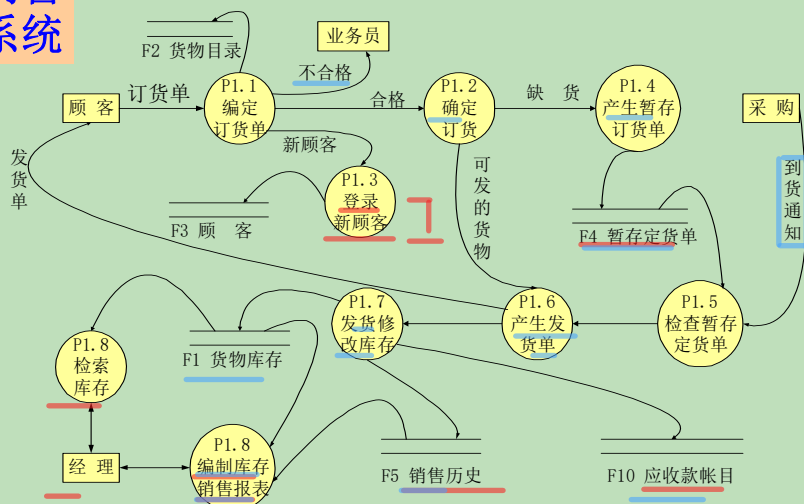 系统
F2 货物目录
业务员
不合格
P1.1
编定
订货单
P1.2
确定
订货
P1.4
产生暂存
订货单
顾 客
订货单
合格
缺 货
采 购
新顾客
发货单
P1.3
登录
新顾客
可发的货物
到货通知
F3 顾 客
F4 暂存定货单
P1.7
发货修
改库存
P1.6
产生发
货单
P1.5
检查暂存
定货单
P1.8
检索
库存
F1 货物库存
P1.8
编制库存
销售报表
经 理
F5 销售历史
F10 应收款帐目